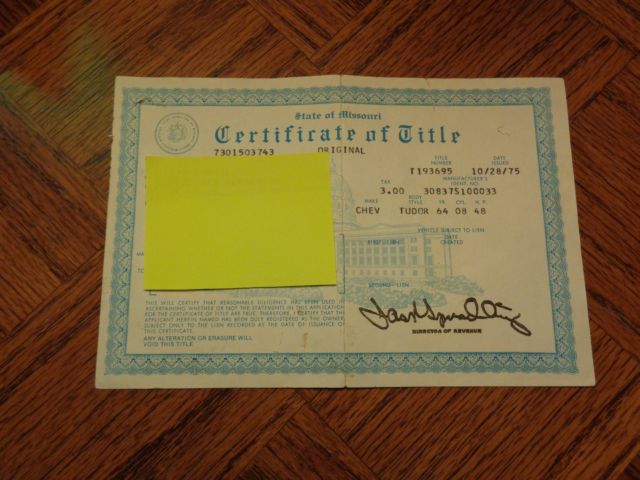 State of Missouri
Certificate of Title
7301503743 ORIGINAL
TITLE NUMBER DATE ISSUED
T193695 10/28/75
TAX MANUFACTURER'S IDENT. NO.
3.00 30837S100033
MAKE BODY STYLE YR. CYL. H.P.
CHEV TUDOR 64 08 48
VEHICLE SUBJECT TO LIEN
DATE CREATED
MA
TO
SECOND LIEN
THIS WILL CERTIFY THAT REASONABLE DILIGENCE HAS BEEN USED IN
ASCERTAINING WHETHER OR NOT THE STATEMENTS IN THIS APPLICATION
FOR THE CERTIFICATE OF TITLE ARE TRUE. THEREFORE, I CERTIFY THAT THE
APPLICANT HEREIN NAMED HAS BEEN DULY REGISTERED AS THE OWNER,
SUBJECT ONLY TO THE LIEN RECORDED AT THE DATE OF ISSUANCE OF
THIS CERTIFICATE.
ANY ALTERATION OR ERASURE WILL
VOID THIS TITLE
DIRECTOR OF REVENUE